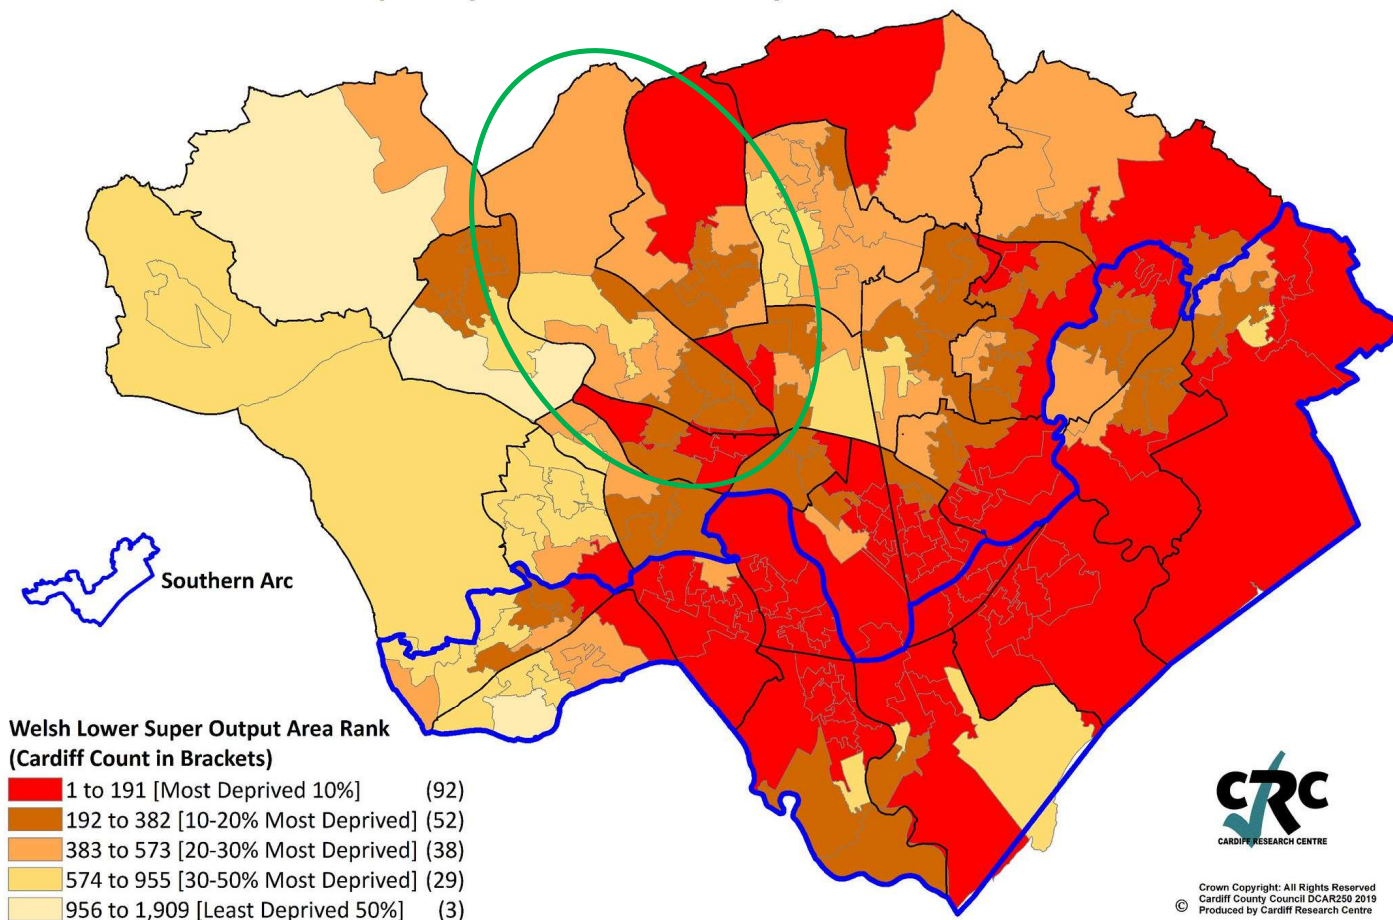 Southern Arc
Welsh Lower Super Output Area Rank
(Cardiff Count in Brackets)
1 to 191 [Most Deprived 10%] (92)
192 to 382 [10-20% Most Deprived] (52)
383 to 573 [20-30% Most Deprived] (38)
574 to 955 [30-50% Most Deprived] (29)
956 to 1,909 [Least Deprived 50%] (3)
CRC
CARDIFF RESEARCH CENTRE
Crown Copyright: All Rights Reserved
Cardiff County Council DCAR250 2019
© Produced by Cardiff Research Centre